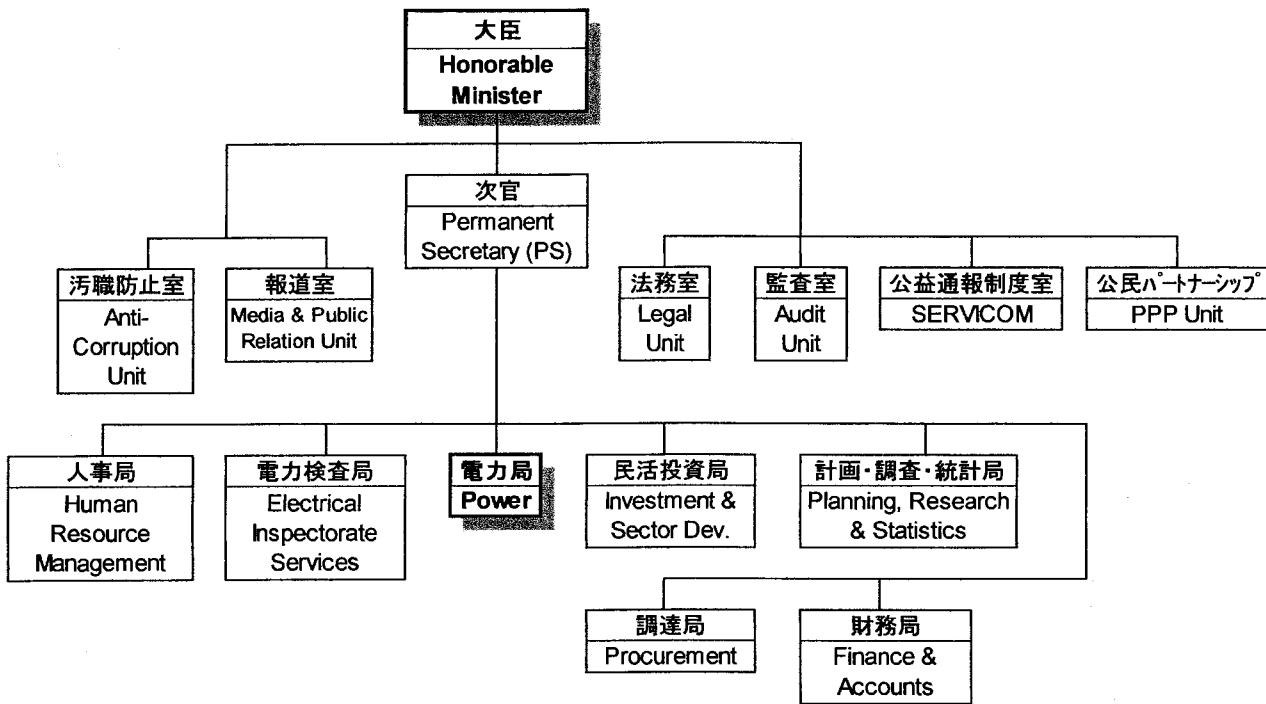 大臣
Honorable
Minister
次官
Permanent
Secretary (PS)
汚職防止室
Anti-
Corruption
Unit
報道室
Media & Public
Relation Unit
法務室
Legal
Unit
監査室
Audit
Unit
公益通報制度室
SERVICOM
公民パートナーシップ
PPP Unit
人事局
Human
Resource
Management
電力検査局
Electrical
Inspectorate
Services
電力局
Power
民活投資局
Investment &
Sector Dev.
計画・調査・統計局
Planning, Research
& Statistics
調達局
Procurement
財務局
Finance &
Accounts